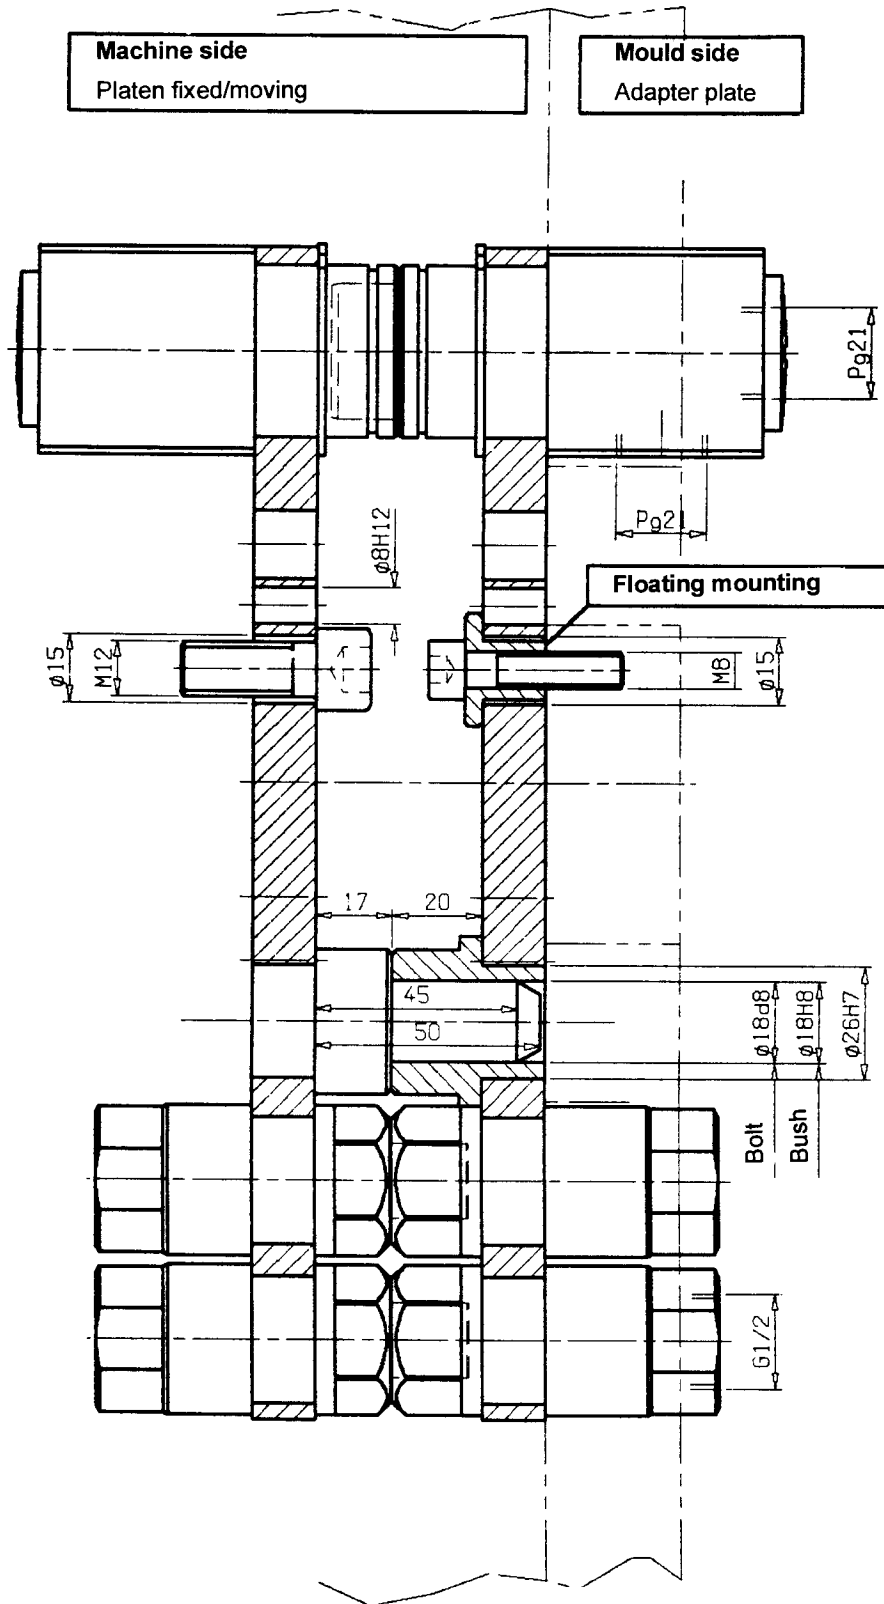 Machine side
Platen fixed/moving
Mould side
Adapter plate
Pg21
Pg21
ø8H12
Floating mounting
ø15
M12
M8
ø15
17
20
45
50
ø18d8
ø18H8
ø26H7
Bolt
Bush
G1/2